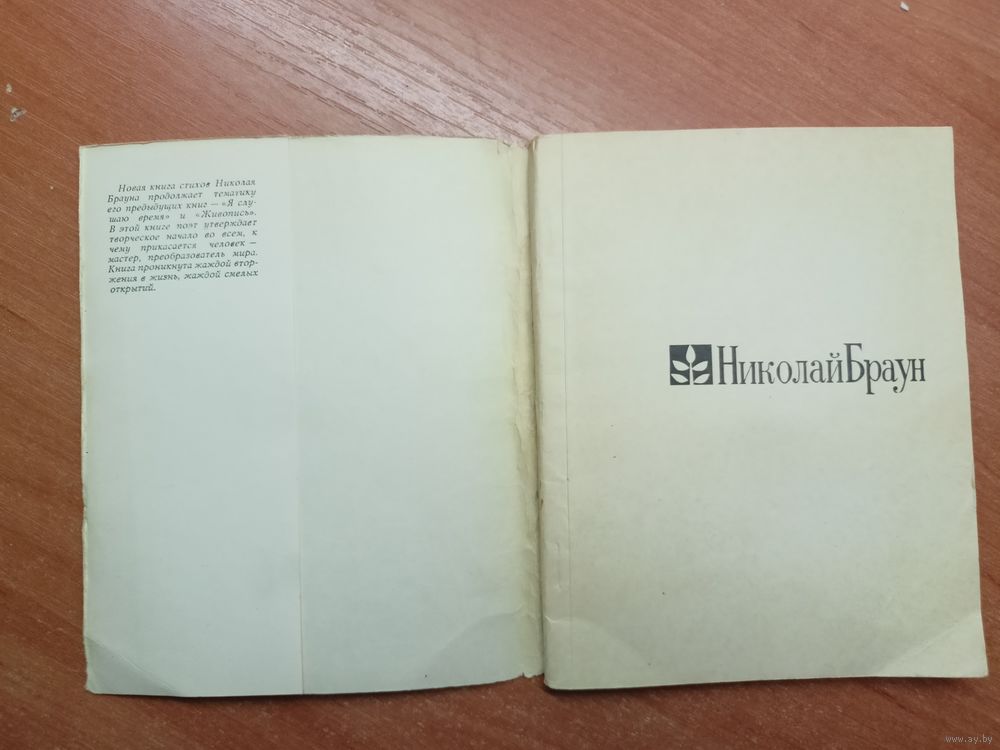 Новая книга стихов Николая
Брауна продолжает тематику
его предыдущих книг — «Я слу-
шаю время» и «Живопись».
В этой книге поэт утверждает
творческое начало во всем, к
чему прикасается человек —
мастер, преобразователь мира.
Книга проникнута жаждой втор-
жения в жизнь, жаждой смелых
открытий.
Николай Браун
www.ay.by